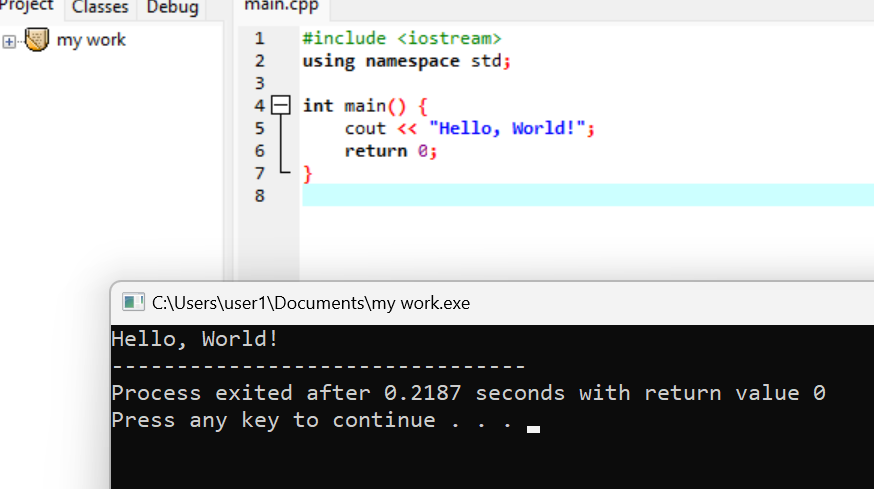 Project Classes Debug
main.cpp
my work
1 #include <iostream>
2 using namespace std;
3
4 int main() {
5     cout << "Hello, World!";
6     return 0;
7 }
8
C:\Users\user1\Documents\my work.exe
Hello, World!
--------------------------------
Process exited after 0.2187 seconds with return value 0
Press any key to continue . . .